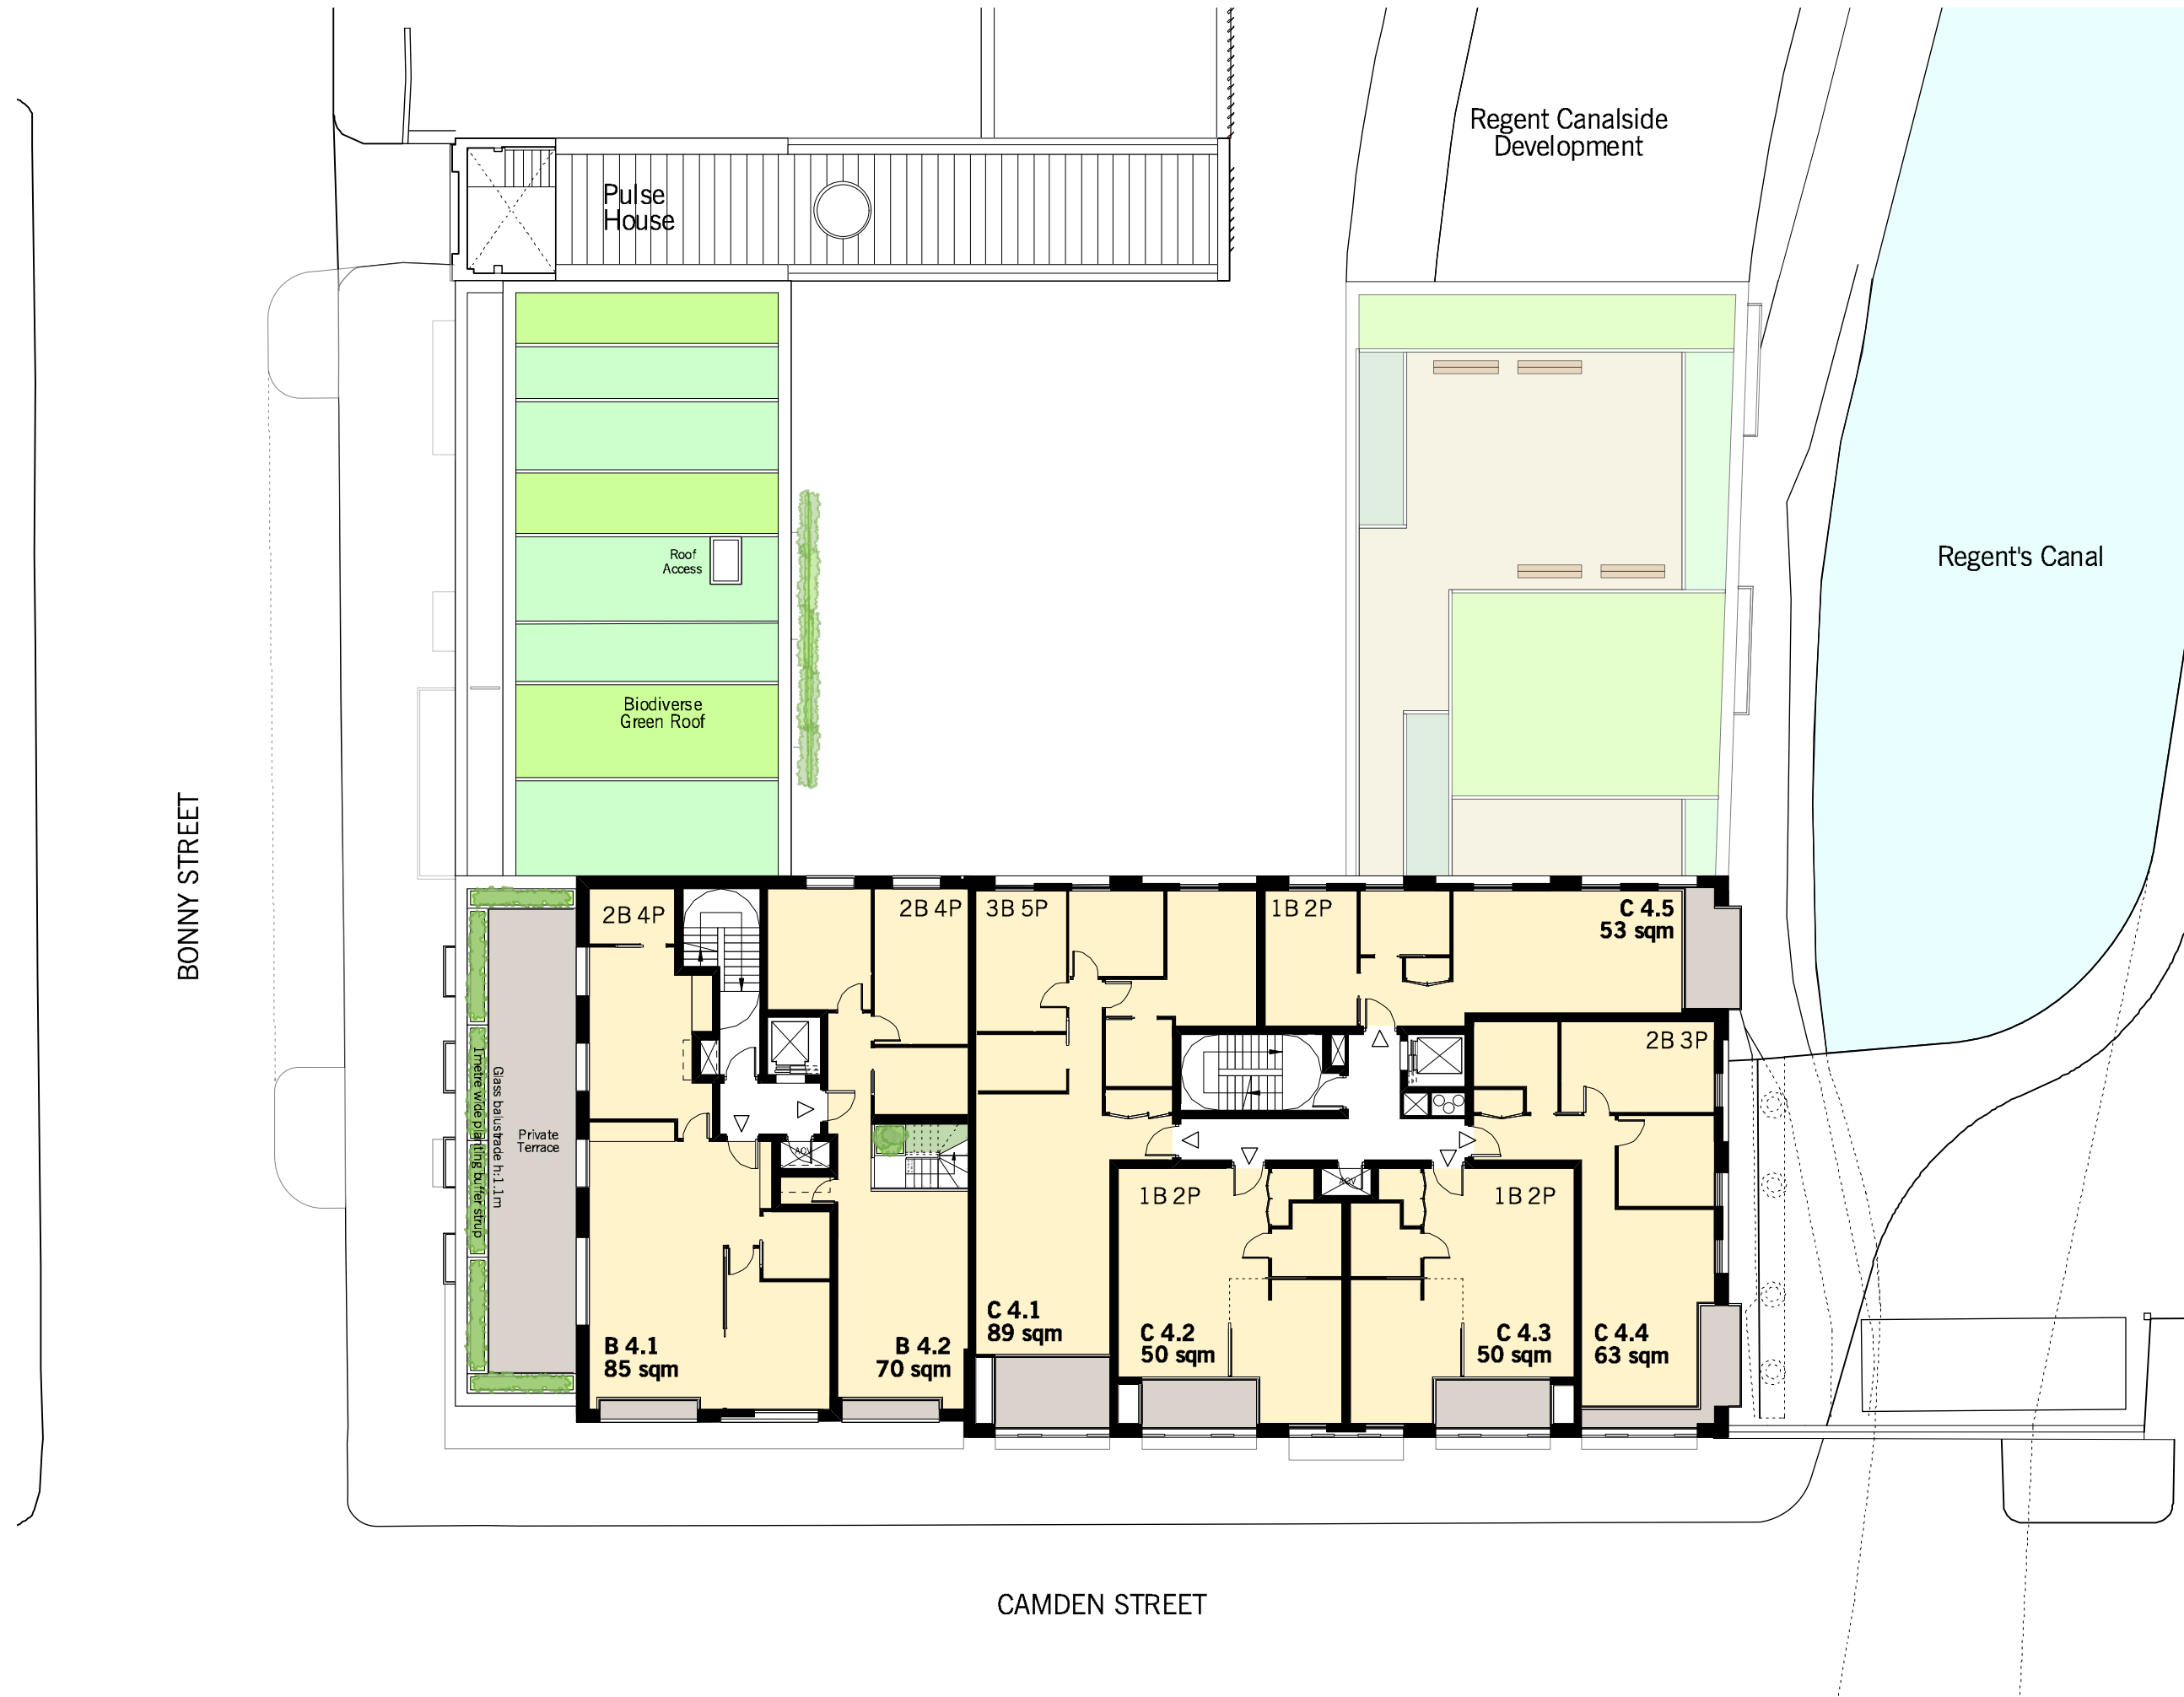 Regent Canalside
Development
Pulse
House
Regent's Canal
Roof
Access
Biodiverse
Green Roof
BONNY STREET
2B 4P
2B 4P
3B 5P
1B 2P
C 4.5
53 sqm
2B 3P
Glass balustrade h:1.1m
1metre wide planting buffer strip
Private
Terrace
AOV
AOV
1B 2P
1B 2P
B 4.1
85 sqm
B 4.2
70 sqm
C 4.1
89 sqm
C 4.2
50 sqm
C 4.3
50 sqm
C 4.4
63 sqm
CAMDEN STREET